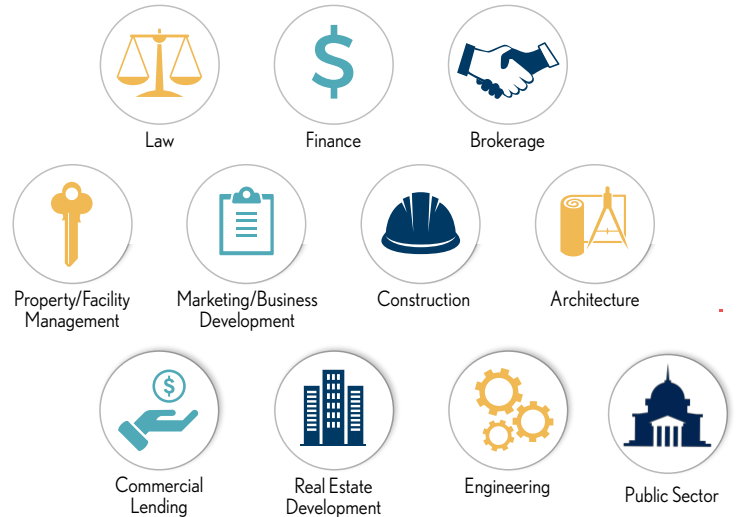 $
Law
Finance
Brokerage
Property/Facility
Management
Marketing/Business
Development
Construction
Architecture
$
Commercial
Lending
Real Estate
Development
Engineering
Public Sector